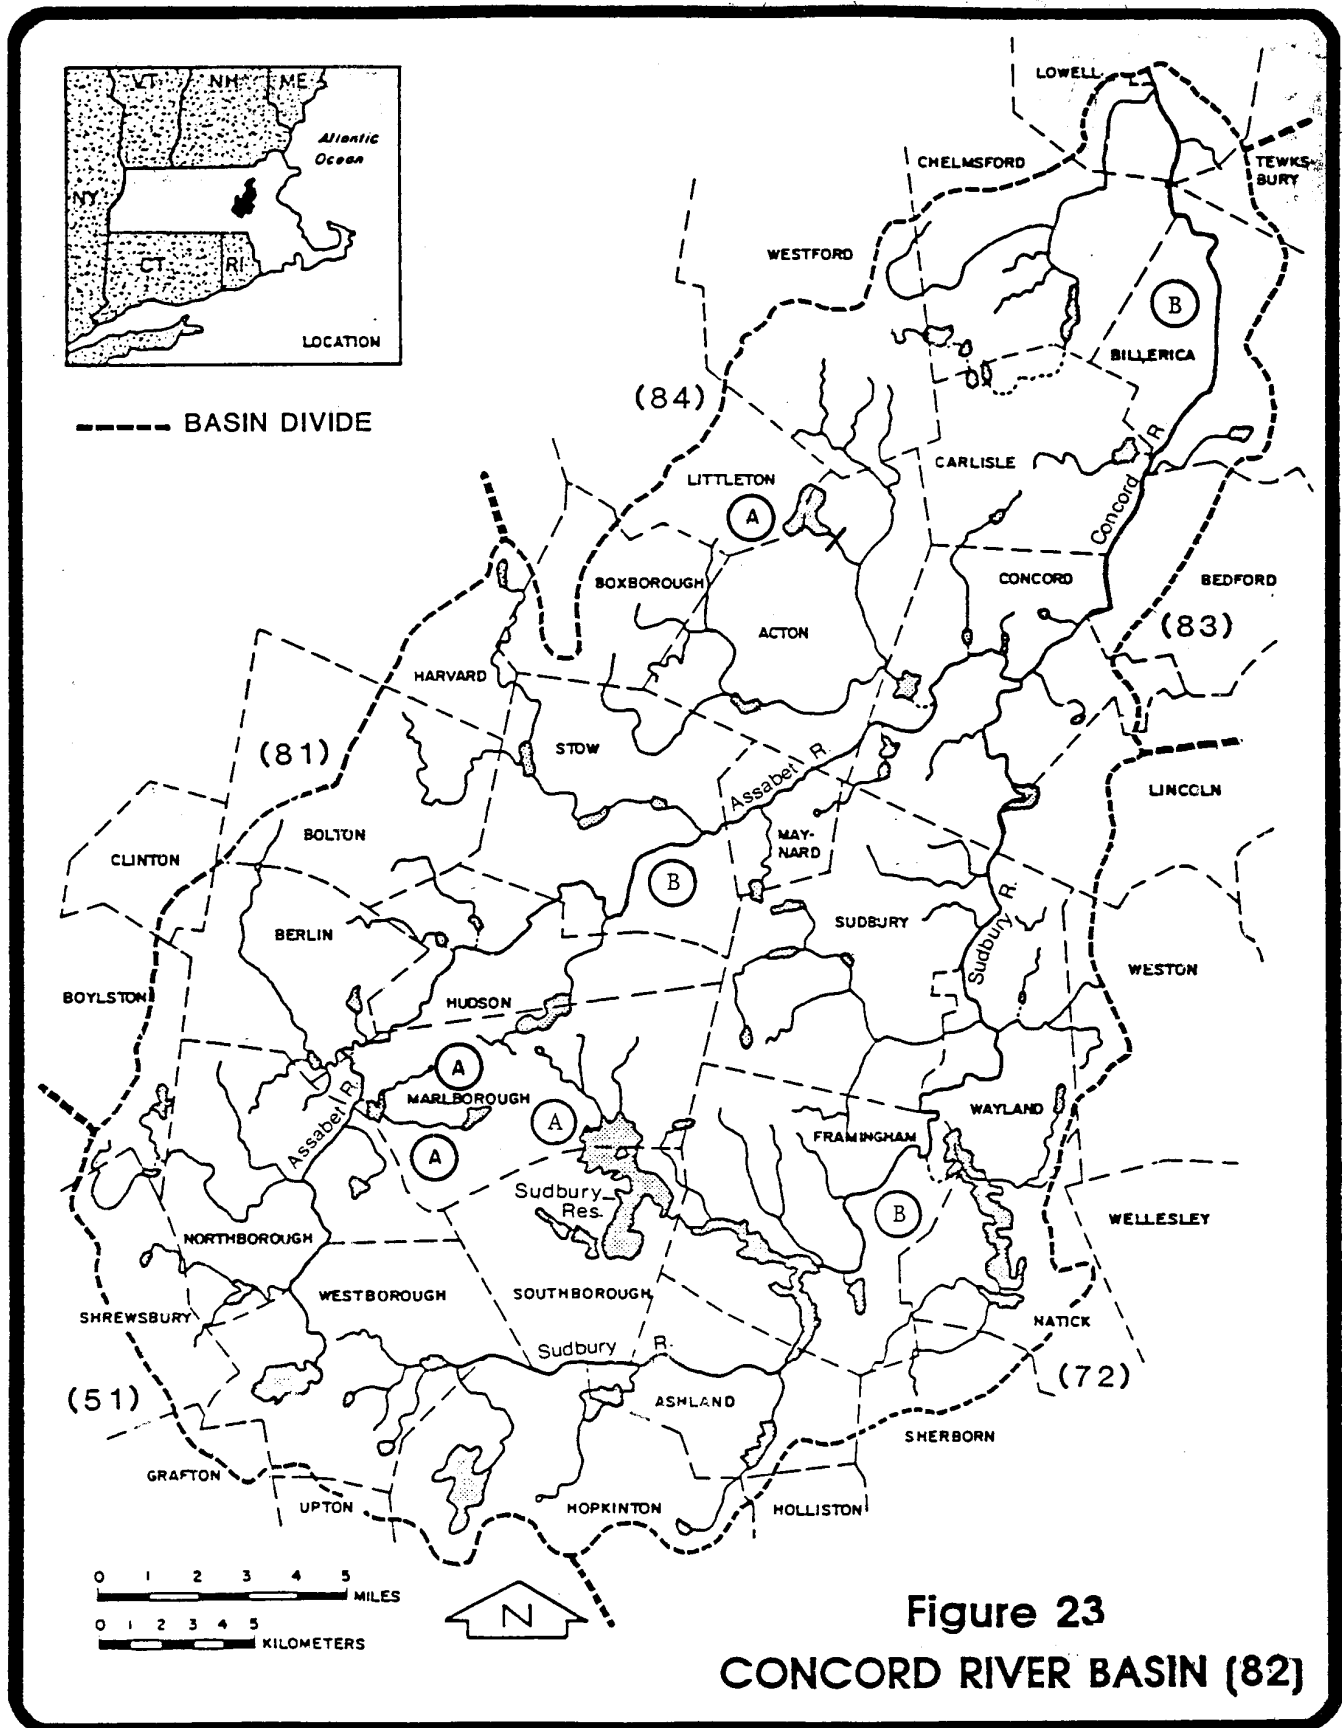 VT
NH
ME
Atlantic
Ocean
NY
CT
RI
LOCATION
BASIN DIVIDE
LOWELL
CHELMSFORD
TEWKS-
BURY
WESTFORD
B
BILLERICA
(84)
R.
CARLISLE
LITTLETON
A
Concord
BOXBOROUGH
CONCORD
BEDFORD
ACTON
(83)
HARVARD
(81)
STOW
Assabet R.
LINCOLN
BOLTON
MAY-
NARD
CLINTON
B
SUDBURY
Sudbury R.
BERLIN
WESTON
BOYLSTON
HUDSON
A
MARLBOROUGH
WAYLAND
Assabet R.
A
FRAMINGHAM
A
Sudbury
Res.
B
WELLESLEY
NORTHBOROUGH
WESTBOROUGH
SOUTHBOROUGH
SHREWSBURY
NATICK
Sudbury R.
(72)
(51)
ASHLAND
SHERBORN
GRAFTON
UPTON
HOPKINTON
HOLLISTON
0 1 2 3 4 5
MILES
0 1 2 3 4 5
KILOMETERS
N
Figure 23
CONCORD RIVER BASIN (82)